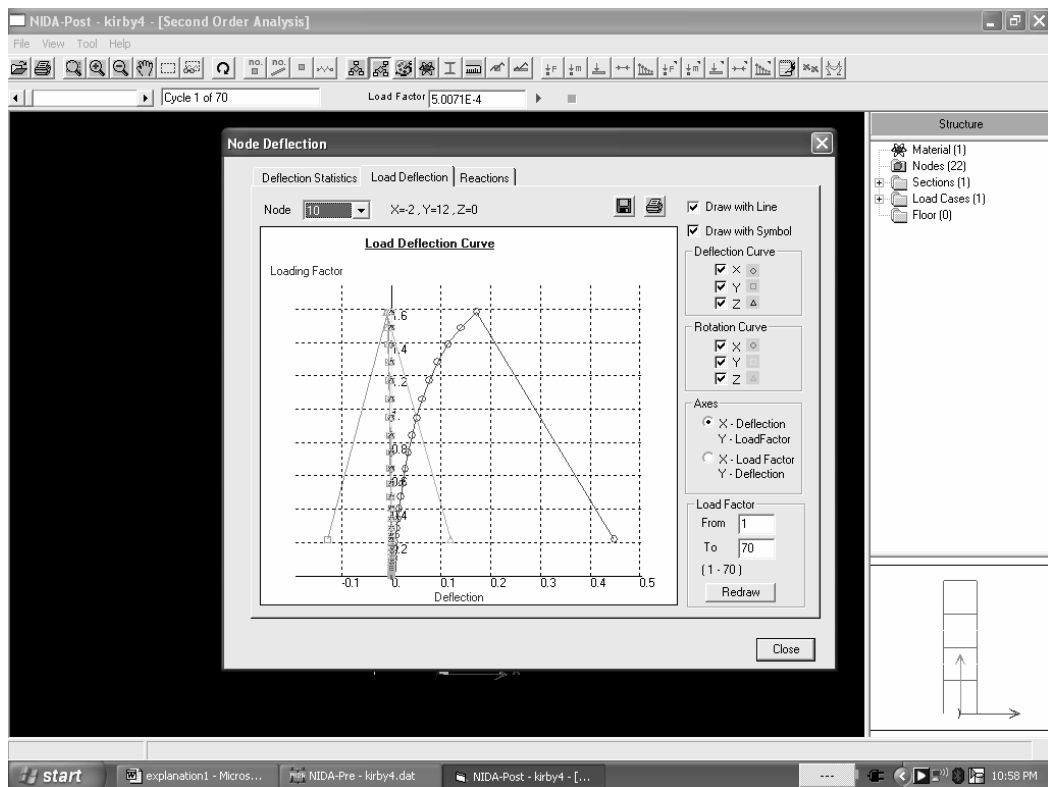 NIDA-Post - kirby4 - [Second Order Analysis]
File View Tool Help
no. no.
Cycle 1 of 70
Load Factor 5.0071E-4
Structure
Material (1)
Nodes (22)
Sections (1)
Load Cases (1)
Floor (0)
Node Deflection
Deflection Statistics Load Deflection Reactions
Node 10 X=-2 , Y=12 , Z=0
Load Deflection Curve
Loading Factor
1.6
1.4
1.2
1.
0.8
0.6
0.4
0.2
-0.1 0. 0.1 0.2 0.3 0.4 0.5
Deflection
Draw with Line
Draw with Symbol
Deflection Curve
X
Y
Z
Rotation Curve
X
Y
Z
Axes
X - Deflection
Y - LoadFactor
X - Load Factor
Y - Deflection
Load Factor
From 1
To 70
( 1 - 70 )
Redraw
Close
start
explanation1 - Micros...
NIDA-Pre - kirby4.dat
NIDA-Post - kirby4 - [...
10:58 PM